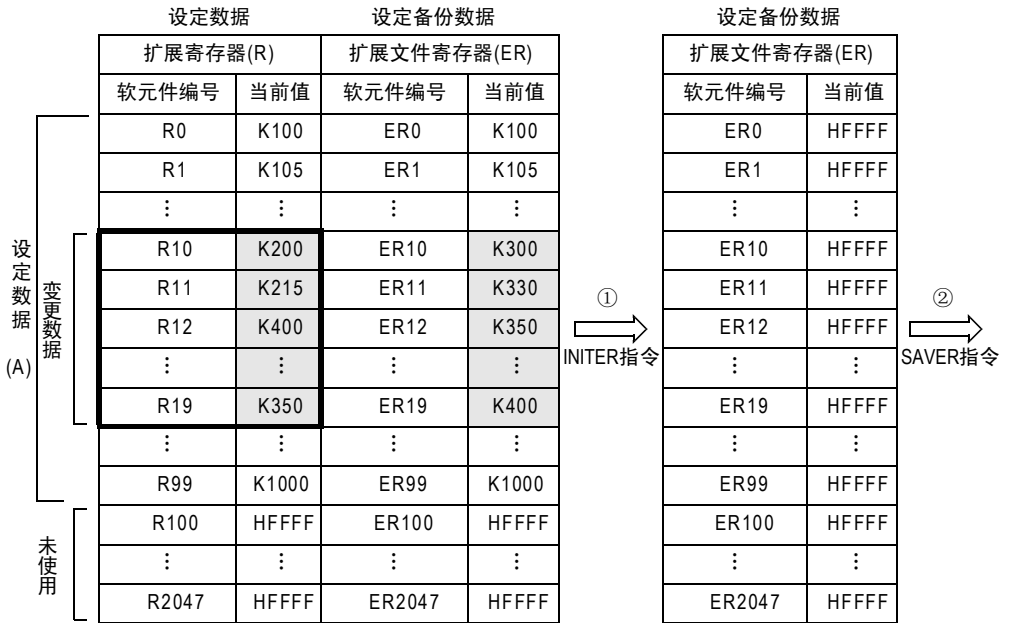 设定数据 设定备份数据 设定备份数据
扩展寄存器(R) 扩展文件寄存器(ER) 扩展文件寄存器(ER)
软元件编号 当前值 软元件编号 当前值 软元件编号 当前值
R0 K100 ER0 K100 ER0 HFFFF
R1 K105 ER1 K105 ER1 HFFFF
⋮ ⋮ ⋮ ⋮ ⋮ ⋮
R10 K200 ER10 K300 ER10 HFFFF
R11 K215 ER11 K330 ER11 HFFFF
R12 K400 ER12 K350 ER12 HFFFF
⋮ ⋮ ⋮ ⋮ ⋮ ⋮
R19 K350 ER19 K400 ER19 HFFFF
⋮ ⋮ ⋮ ⋮ ⋮ ⋮
R99 K1000 ER99 K1000 ER99 HFFFF
R100 HFFFF ER100 HFFFF ER100 HFFFF
⋮ ⋮ ⋮ ⋮ ⋮ ⋮
R2047 HFFFF ER2047 HFFFF ER2047 HFFFF
设定数据(A)
变更数据
未使用
①
INITER指令
②
SAVER指令